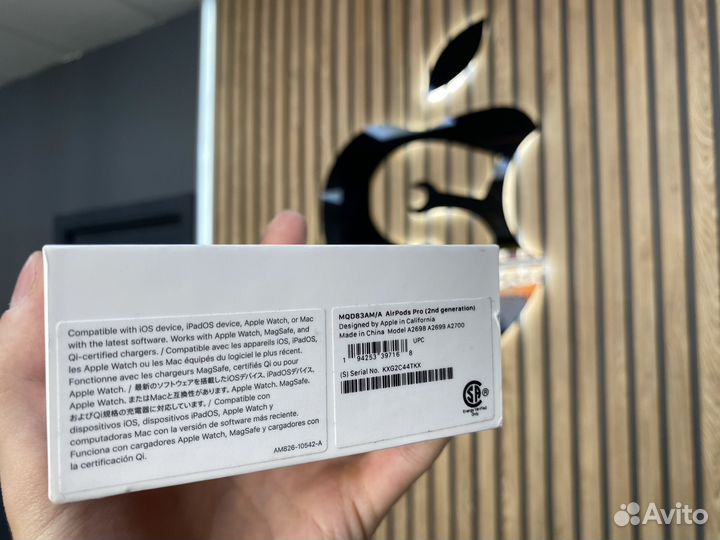 Compatible with iOS device, iPadOS device, Apple Watch, or Mac
with the latest software. Works with Apple Watch, MagSafe, and
Qi-certified chargers. / Compatible avec les appareils iOS, iPadOS,
les Apple Watch ou les Mac équipés du logiciel le plus récent.
Fonctionne avec les chargeurs MagSafe, certifiés Qi ou pour
Apple Watch. / 最新のソフトウェアを搭載したiOSデバイス、iPadOSデバイス、
Apple Watch、またはMacと互換性があります。Apple Watch、MagSafe、
およびQi規格の充電器に対応しています。/ Compatible con
dispositivos iOS, dispositivos iPadOS, Apple Watch y
computadoras Mac con la versión de software más reciente.
Funciona con cargadores Apple Watch, MagSafe y cargadores con
la certificación Qi.
AM826-10542-A
MQD83AM/A AirPods Pro (2nd generation)
Designed by Apple in California
Made in China Model A2698 A2699 A2700
UPC
1 94253 39716 8
(S) Serial No. KXG2C44TKX
SA
Energy Verified
Only
Avito